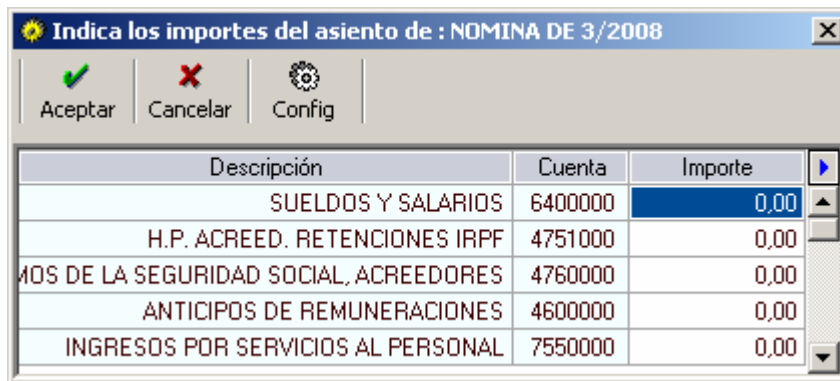 Indica los importes del asiento de : NOMINA DE 3/2008
Aceptar Cancelar Config
Descripción Cuenta Importe
SUELDOS Y SALARIOS 6400000 0,00
H.P. ACREED. RETENCIONES IRPF 4751000 0,00
MOS DE LA SEGURIDAD SOCIAL, ACREEDORES 4760000 0,00
ANTICIPOS DE REMUNERACIONES 4600000 0,00
INGRESOS POR SERVICIOS AL PERSONAL 7550000 0,00